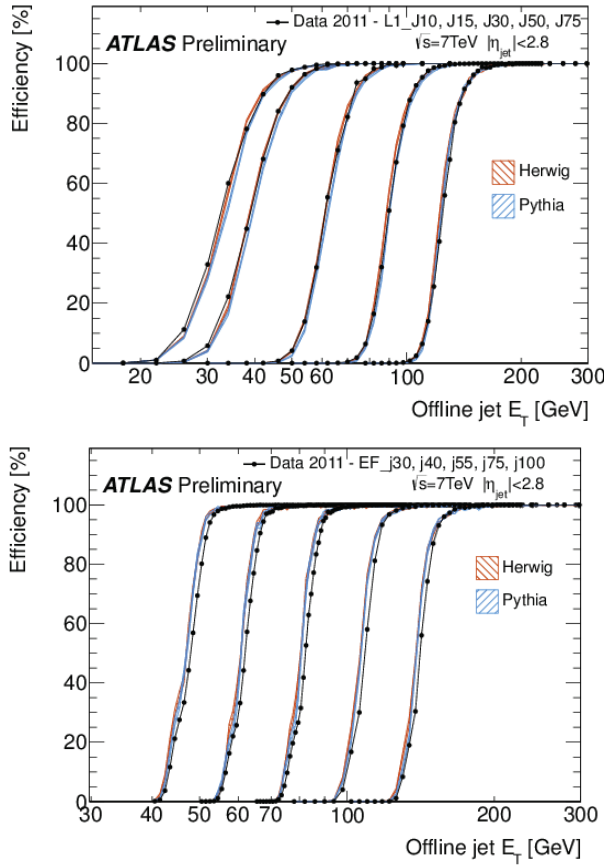 Data 2011 - L1_J10, J15, J30, J50, J75
ATLAS Preliminary
√s=7TeV |η_jet|<2.8
Efficiency [%]
100
80
60
40
20
0
Herwig
Pythia
20 30 40 50 60 100 200 300
Offline jet E_T [GeV]
Data 2011 - EF_j30, j40, j55, j75, j100
ATLAS Preliminary
√s=7TeV |η_jet|<2.8
Efficiency [%]
100
80
60
40
20
0
Herwig
Pythia
30 40 50 60 70 100 200 300
Offline jet E_T [GeV]